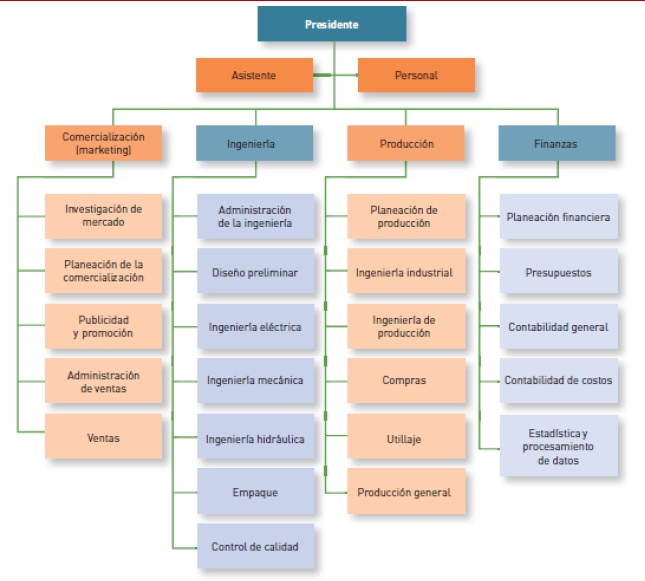 Presidente
Asistente
Personal
Comercialización
(marketing)
Ingeniería
Producción
Finanzas
Investigación de
mercado
Planeación de la
comercialización
Publicidad
y promoción
Administración
de ventas
Ventas
Administración
de la ingeniería
Diseño preliminar
Ingeniería eléctrica
Ingeniería mecánica
Ingeniería hidráulica
Empaque
Control de calidad
Planeación de
producción
Ingeniería industrial
Ingeniería de
producción
Compras
Utillaje
Producción general
Planeación financiera
Presupuestos
Contabilidad general
Contabilidad de costos
Estadística y
procesamiento
de datos